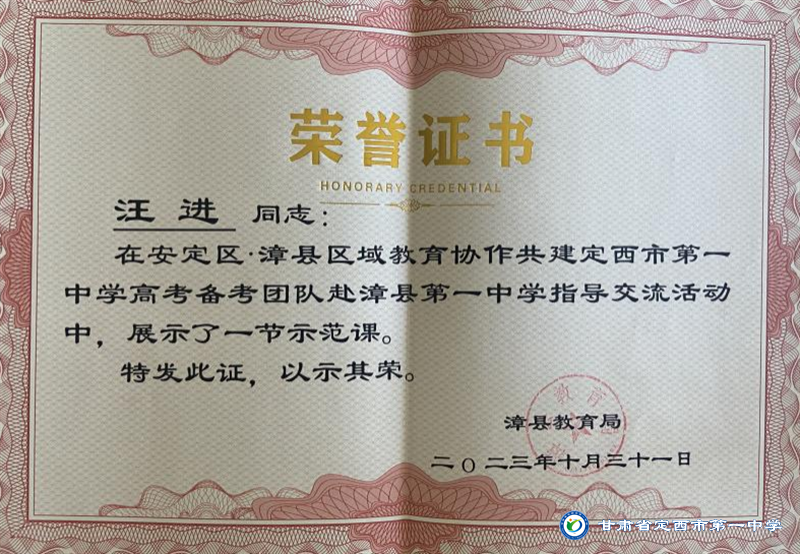 荣誉证书
HONORARY CREDENTIAL
汪进 同志：
在安定区·漳县区域教育协作共建定西市第一
中学高考备考团队赴漳县第一中学指导交流活动
中，展示了一节示范课。
特发此证，以示其荣。
教育
漳县教育局
二〇二三年十月三十一日
甘肃省定西市第一中学